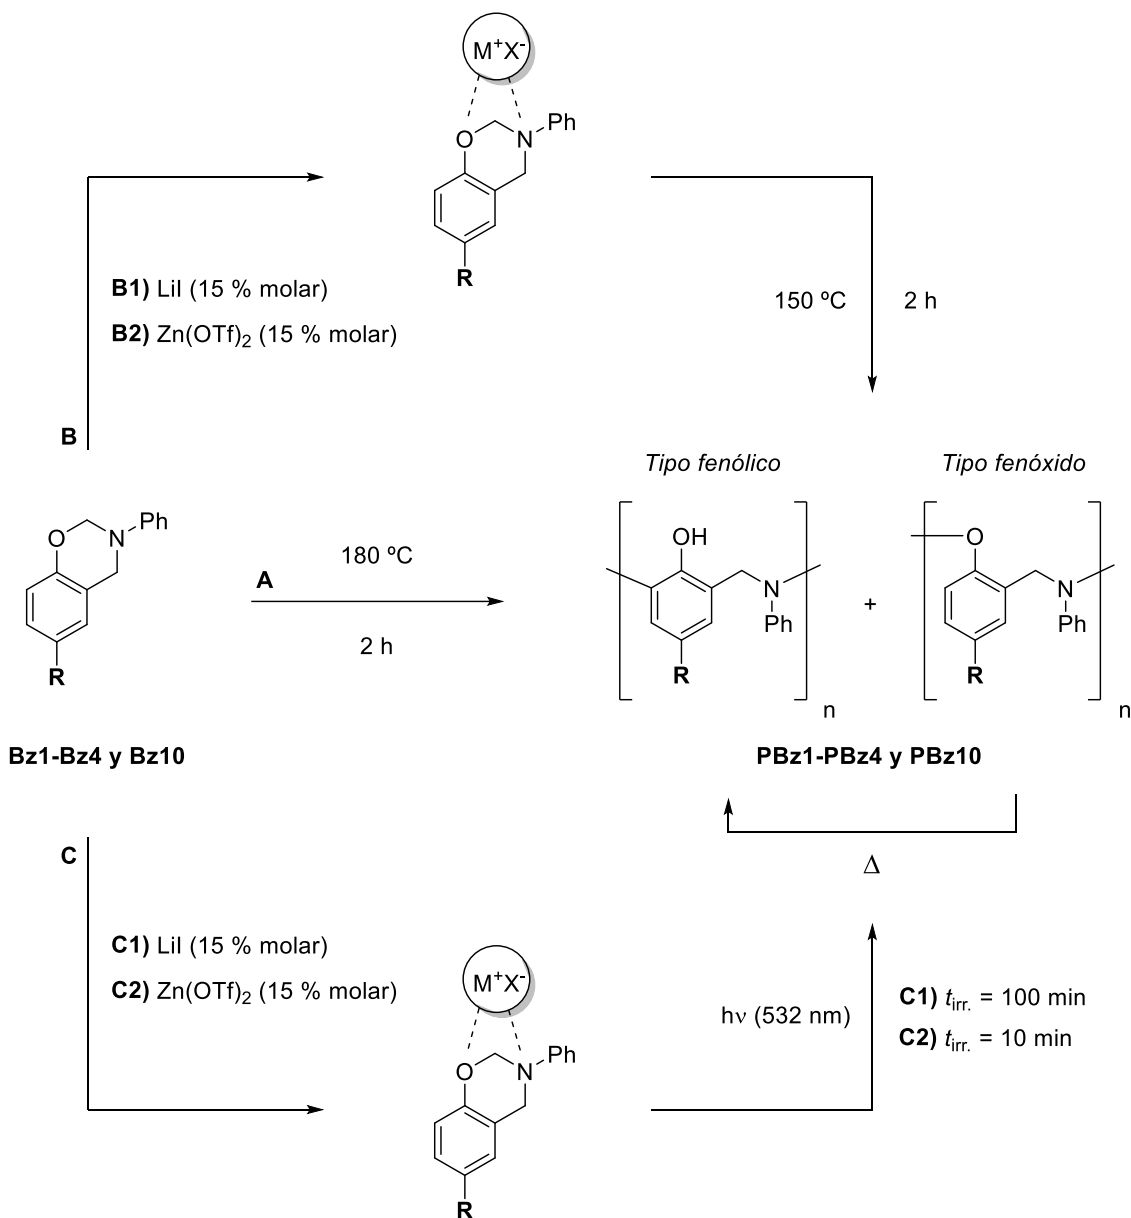 M⁺X⁻
O
N
Ph
R
B1) LiI (15 % molar)
B2) Zn(OTf)₂ (15 % molar)
150 ºC
2 h
B
Tipo fenólico
Tipo fenóxido
O
N
Ph
R
A
180 ºC
2 h
OH
N
Ph
R
n
+
O
N
Ph
R
n
Bz1-Bz4 y Bz10
PBz1-PBz4 y PBz10
Δ
C
C1) LiI (15 % molar)
C2) Zn(OTf)₂ (15 % molar)
M⁺X⁻
O
N
Ph
R
hν (532 nm)
C1) tirr. = 100 min
C2) tirr. = 10 min